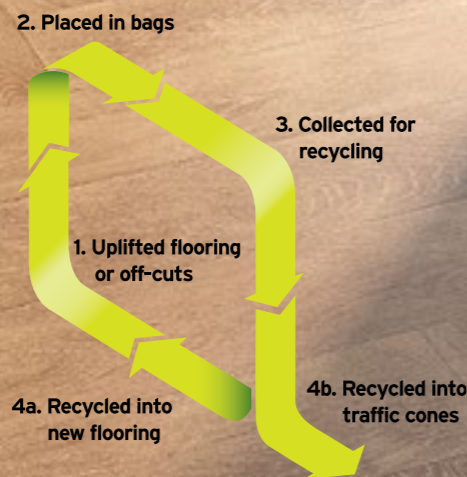 2. Placed in bags
3. Collected for
recycling
1. Uplifted flooring
or off-cuts
4a. Recycled into
new flooring
4b. Recycled into
traffic cones